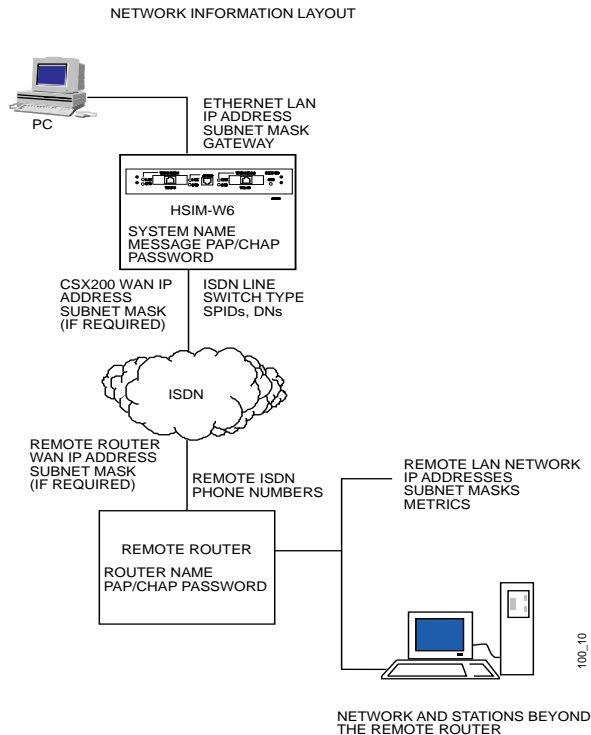 NETWORK INFORMATION LAYOUT
PC
ETHERNET LAN
IP ADDRESS
SUBNET MASK
GATEWAY
HSIM-W6
SYSTEM NAME
MESSAGE PAP/CHAP
PASSWORD
CSX200 WAN IP
ADDRESS
SUBNET MASK
(IF REQUIRED)
ISDN LINE
SWITCH TYPE
SPIDs, DNs
ISDN
REMOTE ROUTER
WAN IP ADDRESS
SUBNET MASK
(IF REQUIRED)
REMOTE ISDN
PHONE NUMBERS
REMOTE LAN NETWORK
IP ADDRESSES
SUBNET MASKS
METRICS
REMOTE ROUTER
ROUTER NAME
PAP/CHAP PASSWORD
100_10
NETWORK AND STATIONS BEYOND
THE REMOTE ROUTER